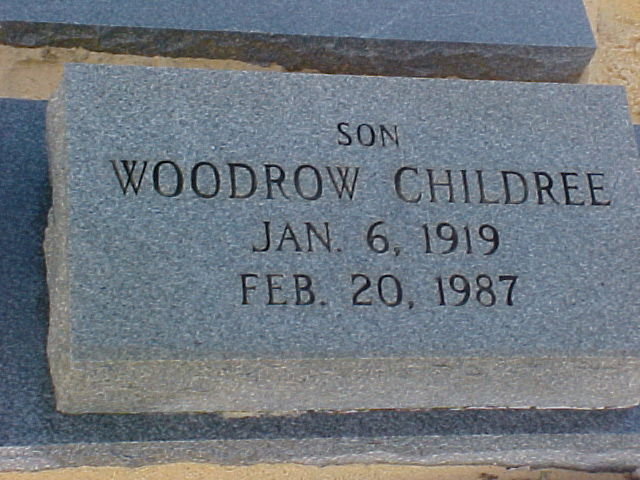 SON
WOODROW CHILDREE
JAN. 6, 1919
FEB. 20, 1987